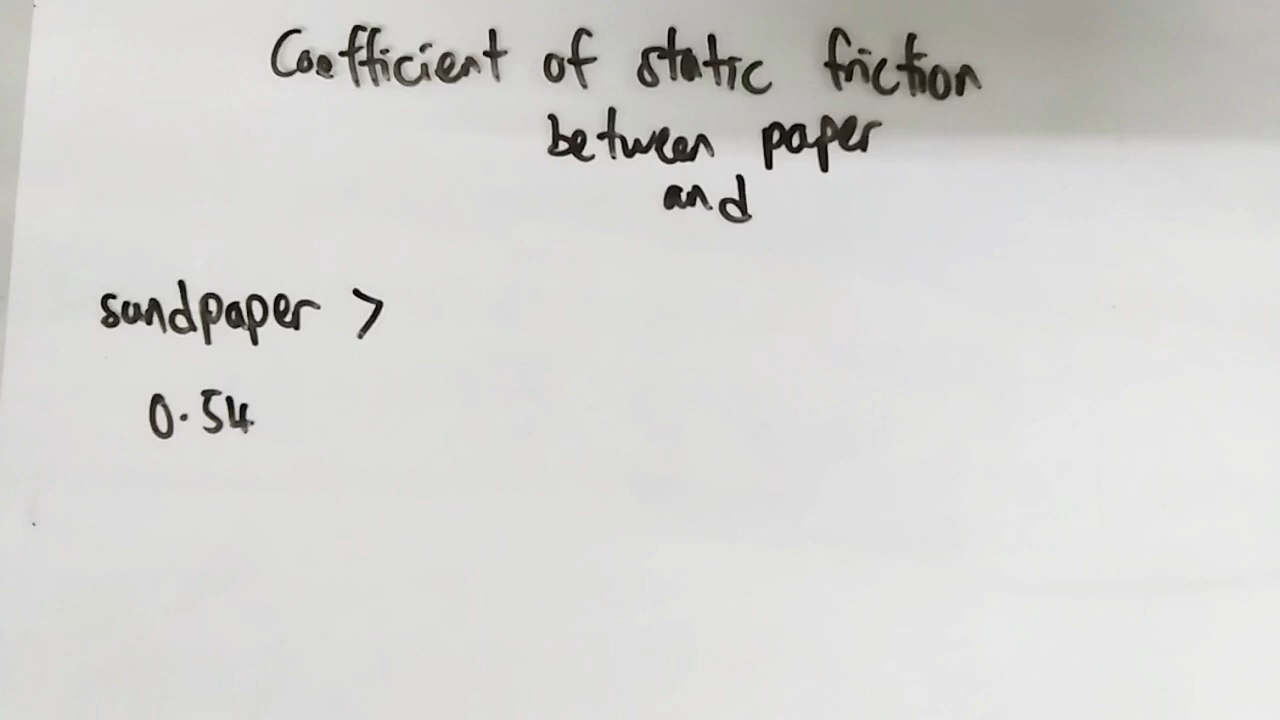 Coefficient of static friction
between paper
and
sandpaper >
0.54